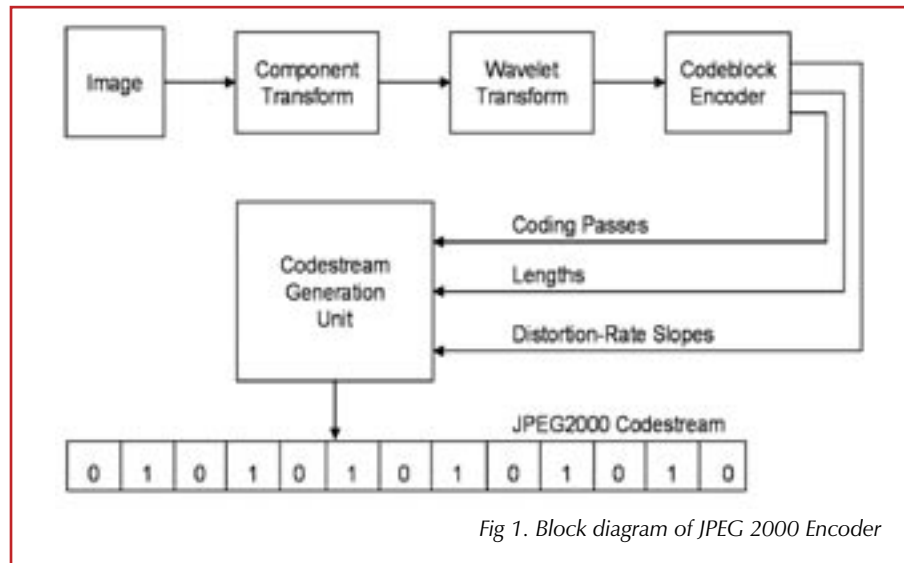 Image
Component
Transform
Wavelet
Transform
Codeblock
Encoder
Codestream
Generation
Unit
Coding Passes
Lengths
Distortion-Rate Slopes
JPEG2000 Codestream
0 1 0 1 0 1 0 1 0 1 0 1 0
Fig 1. Block diagram of JPEG 2000 Encoder